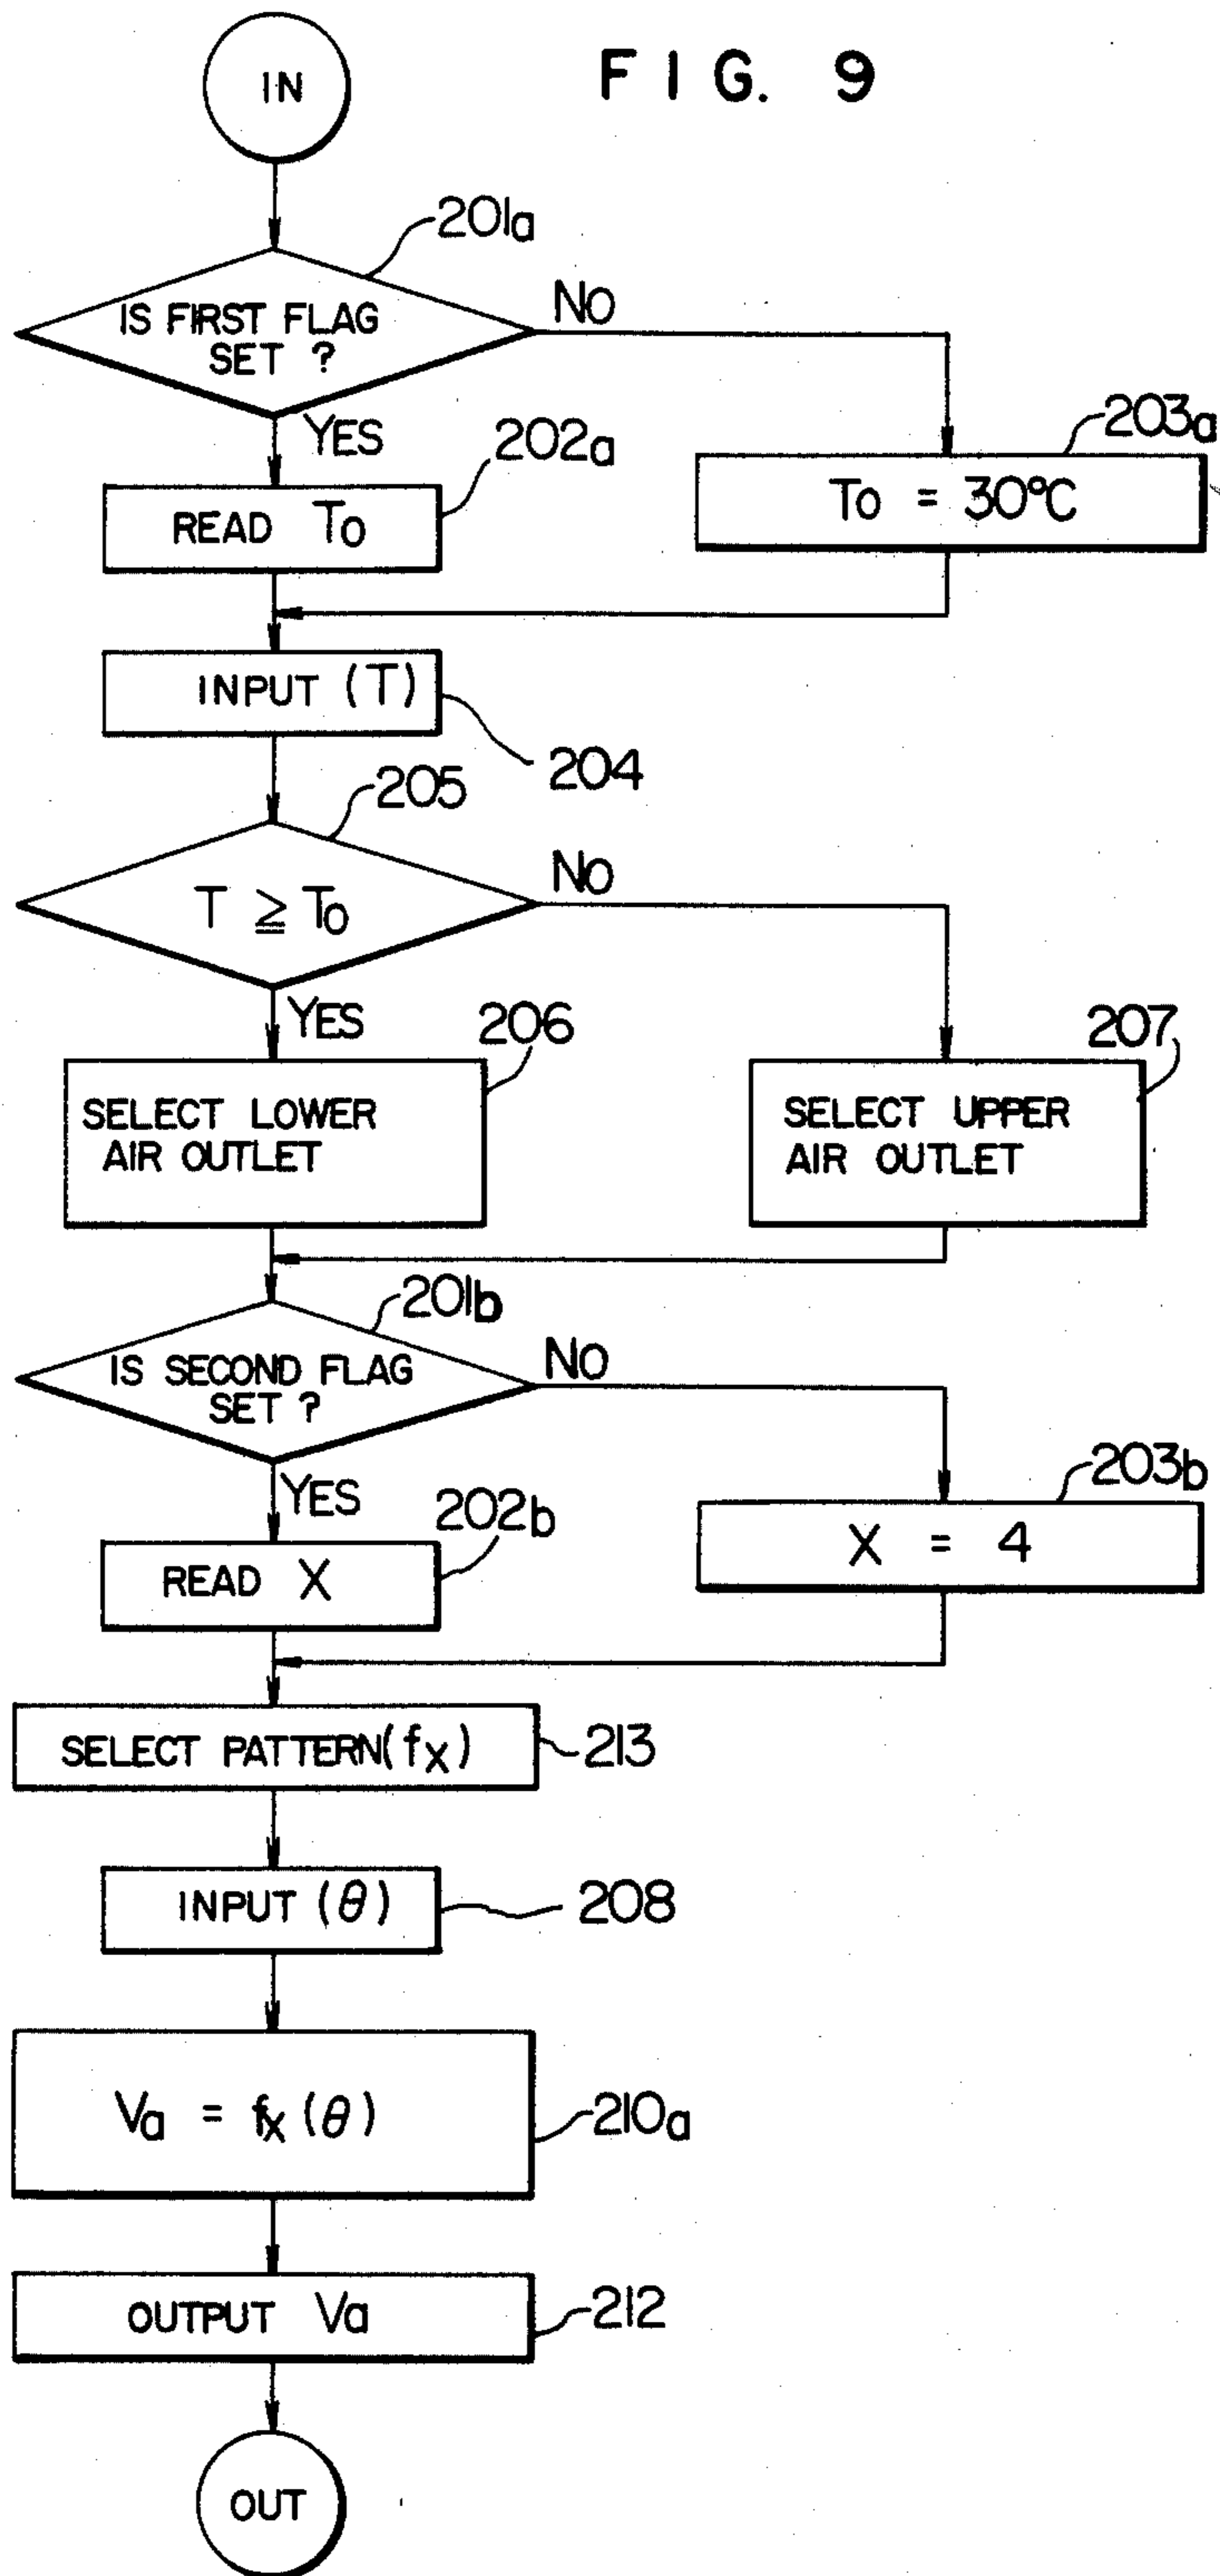 FIG. 9
IN
201a
IS FIRST FLAG
SET ?
NO
YES
202a
203a
READ To
To = 30°C
INPUT (T)
204
205
T ≧ To
NO
YES
206
207
SELECT LOWER
AIR OUTLET
SELECT UPPER
AIR OUTLET
201b
IS SECOND FLAG
SET ?
NO
YES
202b
203b
READ X
X = 4
SELECT PATTERN(fx)
213
INPUT (θ)
208
Va = fx (θ)
210a
OUTPUT Va
212
OUT